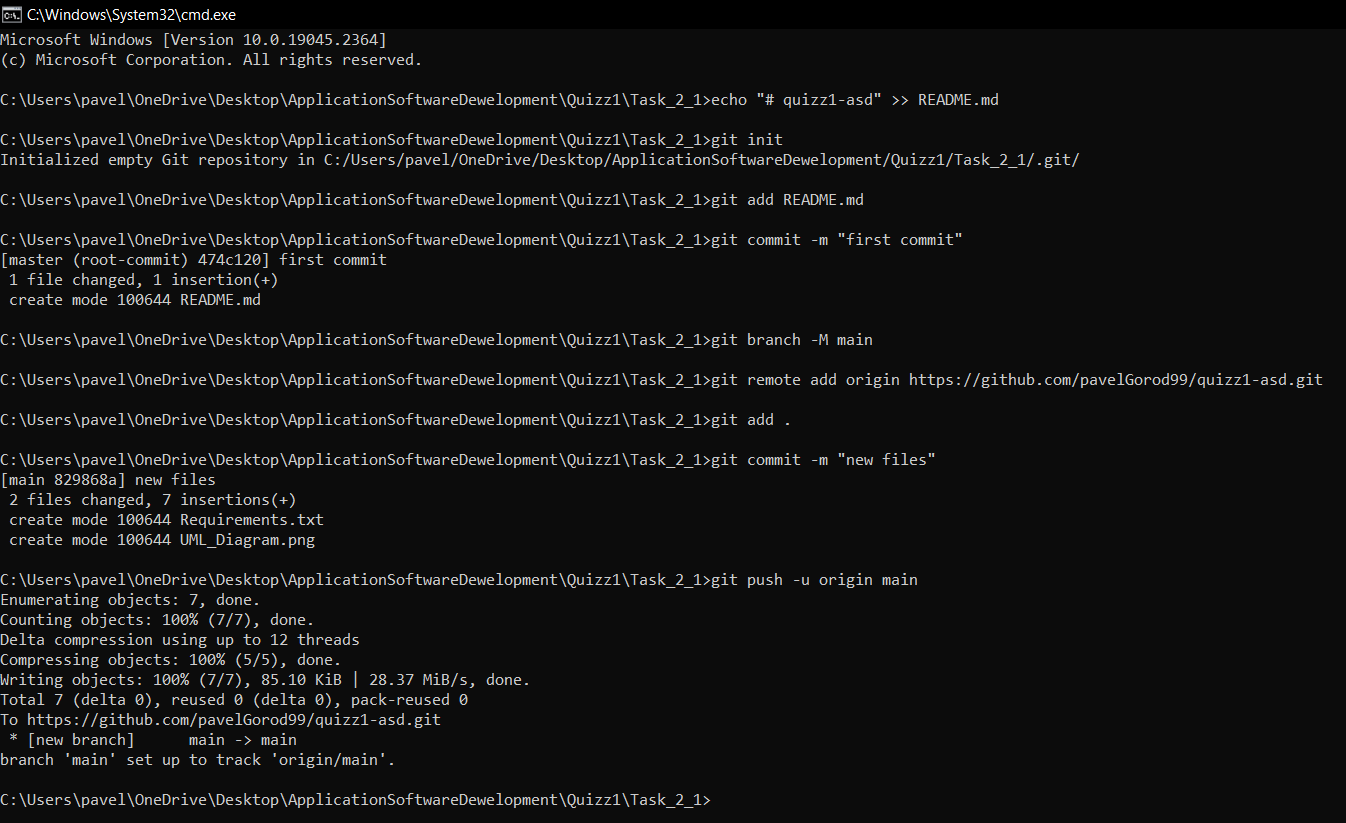 C:\Windows\System32\cmd.exe
Microsoft Windows [Version 10.0.19045.2364]
(c) Microsoft Corporation. All rights reserved.
C:\Users\pavel\OneDrive\Desktop\ApplicationSoftwareDewelopment\Quizz1\Task_2_1>echo "# quizz1-asd" >> README.md
C:\Users\pavel\OneDrive\Desktop\ApplicationSoftwareDewelopment\Quizz1\Task_2_1>git init
Initialized empty Git repository in C:/Users/pavel/OneDrive/Desktop/ApplicationSoftwareDewelopment/Quizz1/Task_2_1/.git/
C:\Users\pavel\OneDrive\Desktop\ApplicationSoftwareDewelopment\Quizz1\Task_2_1>git add README.md
C:\Users\pavel\OneDrive\Desktop\ApplicationSoftwareDewelopment\Quizz1\Task_2_1>git commit -m "first commit"
[master (root-commit) 474c120] first commit
 1 file changed, 1 insertion(+)
 create mode 100644 README.md
C:\Users\pavel\OneDrive\Desktop\ApplicationSoftwareDewelopment\Quizz1\Task_2_1>git branch -M main
C:\Users\pavel\OneDrive\Desktop\ApplicationSoftwareDewelopment\Quizz1\Task_2_1>git remote add origin https://github.com/pavelGorod99/quizz1-asd.git
C:\Users\pavel\OneDrive\Desktop\ApplicationSoftwareDewelopment\Quizz1\Task_2_1>git add .
C:\Users\pavel\OneDrive\Desktop\ApplicationSoftwareDewelopment\Quizz1\Task_2_1>git commit -m "new files"
[main 829868a] new files
 2 files changed, 7 insertions(+)
 create mode 100644 Requirements.txt
 create mode 100644 UML_Diagram.png
C:\Users\pavel\OneDrive\Desktop\ApplicationSoftwareDewelopment\Quizz1\Task_2_1>git push -u origin main
Enumerating objects: 7, done.
Counting objects: 100% (7/7), done.
Delta compression using up to 12 threads
Compressing objects: 100% (5/5), done.
Writing objects: 100% (7/7), 85.10 KiB | 28.37 MiB/s, done.
Total 7 (delta 0), reused 0 (delta 0), pack-reused 0
To https://github.com/pavelGorod99/quizz1-asd.git
 * [new branch]      main -> main
branch 'main' set up to track 'origin/main'.
C:\Users\pavel\OneDrive\Desktop\ApplicationSoftwareDewelopment\Quizz1\Task_2_1>